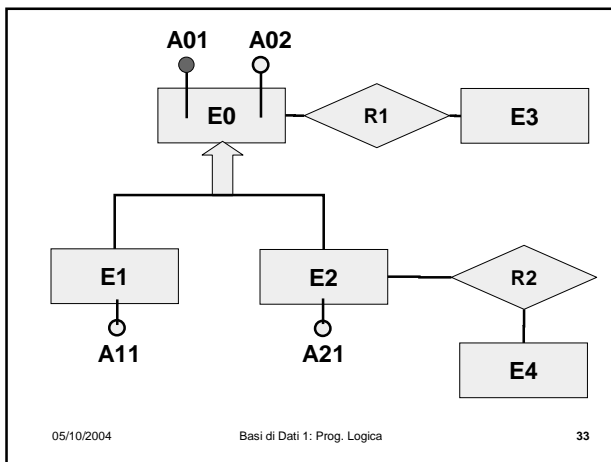 A01 A02
E0 R1 E3
E1 E2 R2
A11 A21
E4
05/10/2004 Basi di Dati 1: Prog. Logica 33